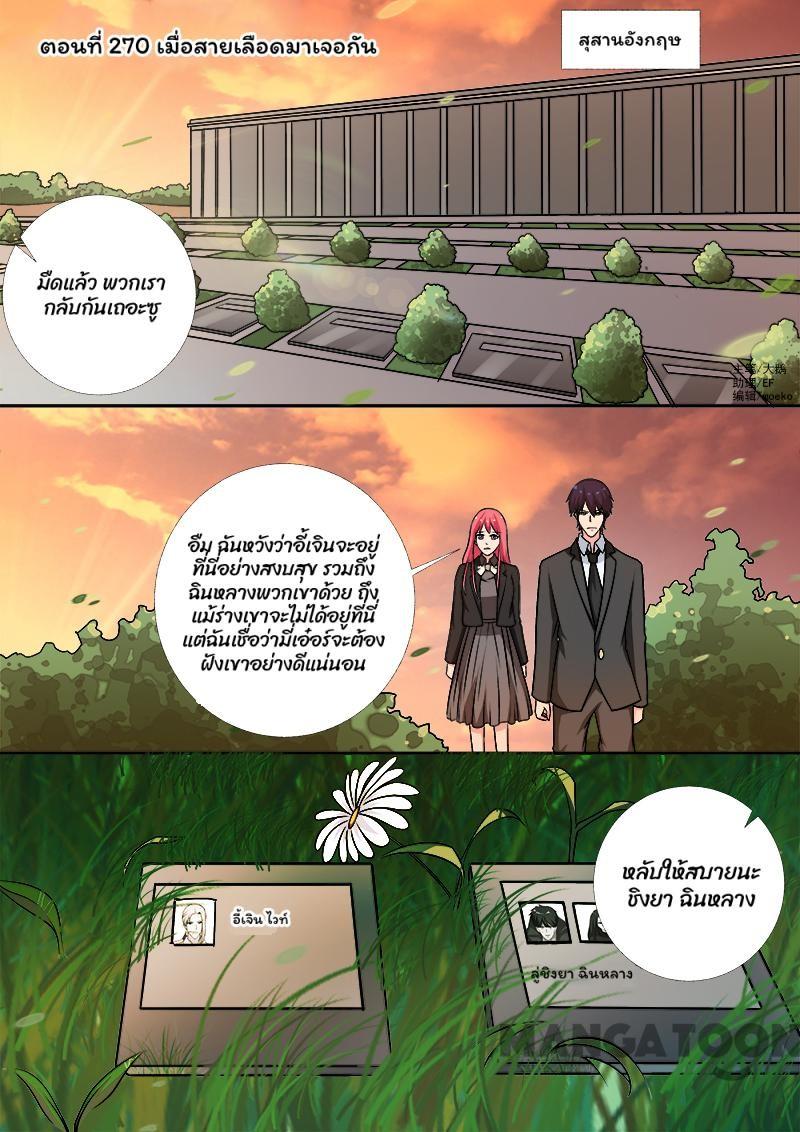 ตอนที่ 270 เมื่อสายเลือดมาเจอกัน
สุสานอังกฤษ
มืดแล้ว พวกเรา
กลับกันเถอะซู
主笔/大鹅
助理/EF
编辑/moeko
อืม ฉันหวังว่าอี้เจินจะอยู่
ที่นี่อย่างสงบสุข รวมถึง
ฉินหลางพวกเขาด้วย ถึง
แม้ร่างเขาจะไม่ได้อยู่ที่นี่
แต่ฉันเชื่อว่ามี่เอ๋อร์จะต้อง
ฝังเขาอย่างดีแน่นอน
หลับให้สบายนะ
ชิงยา ฉินหลาง
อี้เจิน ไวท์
ลู่ชิงยา ฉินหลาง
MANGATOON